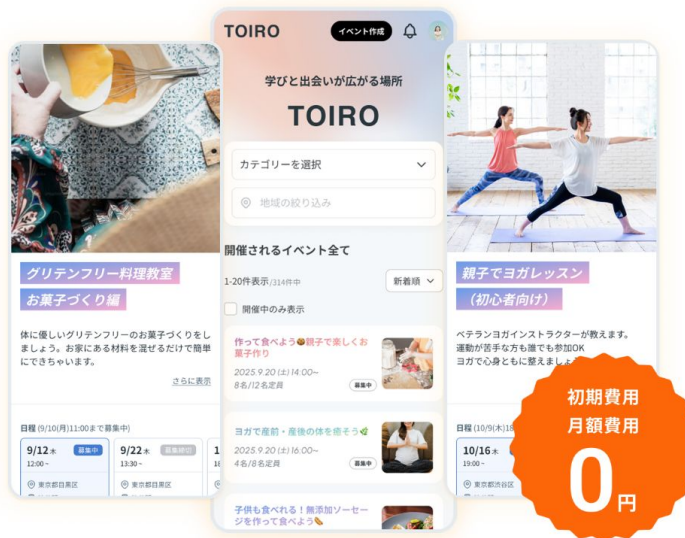 グリテンフリー料理教室
お菓子づくり編
体に優しいグリテンフリーのお菓子づくりをし
ましょう。お家にある材料を混ぜるだけで簡単
にできちゃいます。
さらに表示
日程 (9/10(月)11:00まで募集中)
9/12木 募集中
12:00 ~
東京都目黒区
9/22木 募集締切
13:30 ~
東京都目黒区
TOIRO
イベント作成
学びと出会いが広がる場所
TOIRO
カテゴリーを選択
地域の絞り込み
開催されるイベント全て
1-20件表示/314件中
新着順
開催中のみ表示
作って食べよう🍩親子で楽しくお
菓子作り
2025.9.20 (土) 14:00~
8名/12名定員
募集中
ヨガで産前・産後の体を癒そう🌿
2025.9.20 (土) 16:00~
4名/8名定員
募集中
子供も食べれる！無添加ソーセー
ジを作って食べよう🌭
親子でヨガレッスン
（初心者向け）
ベテランヨガインストラクターが教えます。
運動が苦手な方も誰でも参加OK
ヨガで心身ともに整えましょ
日程 (10/9(木)18
10/16木
19:00 ~
東京都渋谷区
初期費用
月額費用
0円